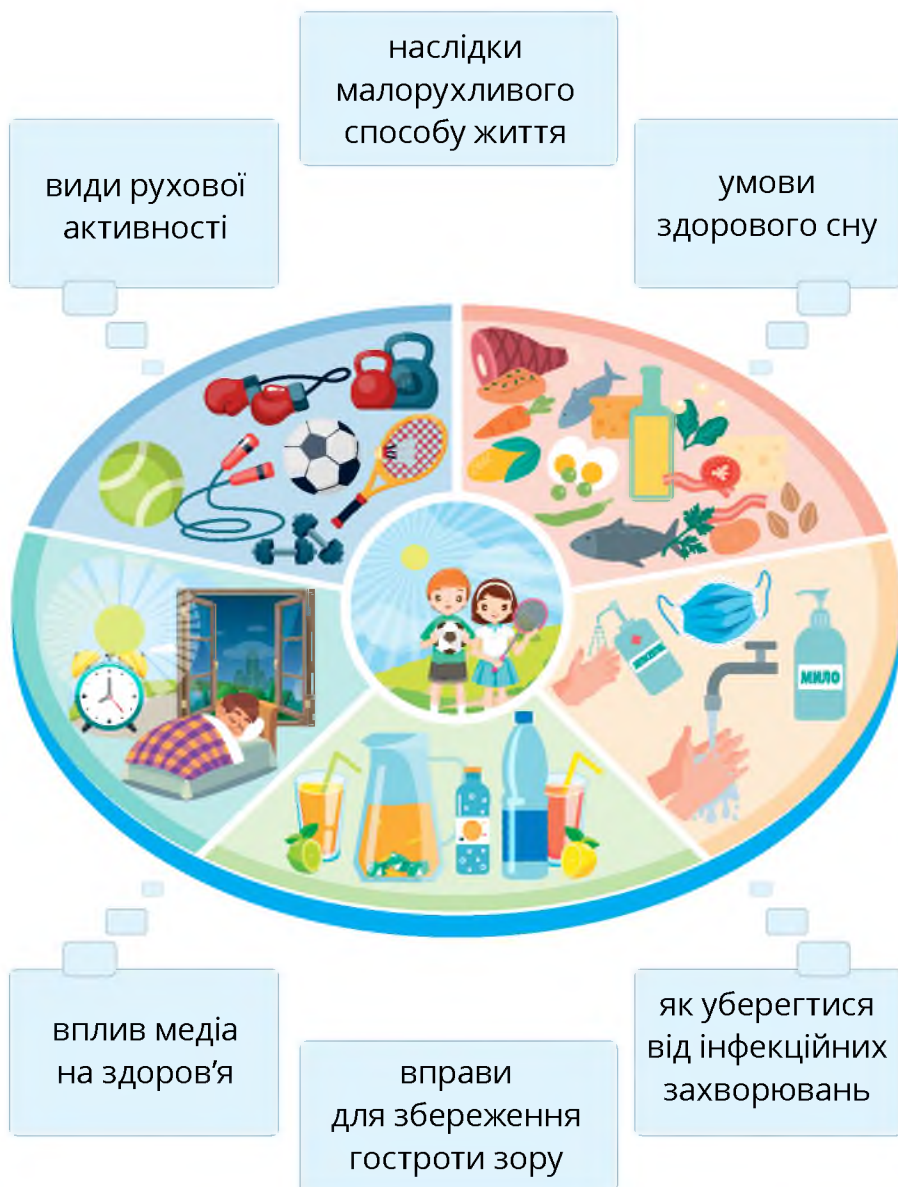 наслідки
малорухливого
способу життя
види рухової
активності
умови
здорового сну
МИЛО
вплив медіа
на здоров’я
вправи
для збереження
гостроти зору
як уберегтися
від інфекційних
захворювань